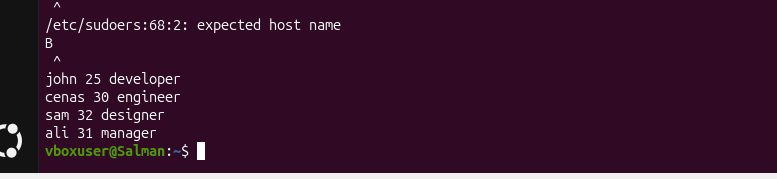 ^
/etc/sudoers:68:2: expected host name
B
^
john 25 developer
cenas 30 engineer
sam 32 designer
ali 31 manager
vboxuser@Salman:~$